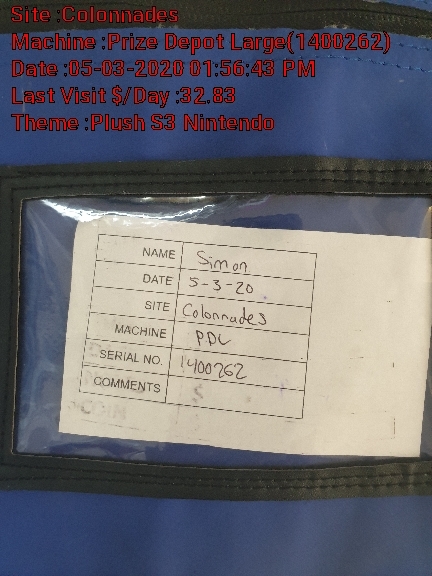 Site :Colonnades
Machine :Prize Depot Large(1400262)
Date :05-03-2020 01:56:43 PM
Last Visit $/Day :32.83
Theme :Plush S3 Nintendo
NAME Simon
DATE 5-3-20
SITE Colonnades
MACHINE PDL
SERIAL NO. 1400262
COMMENTS